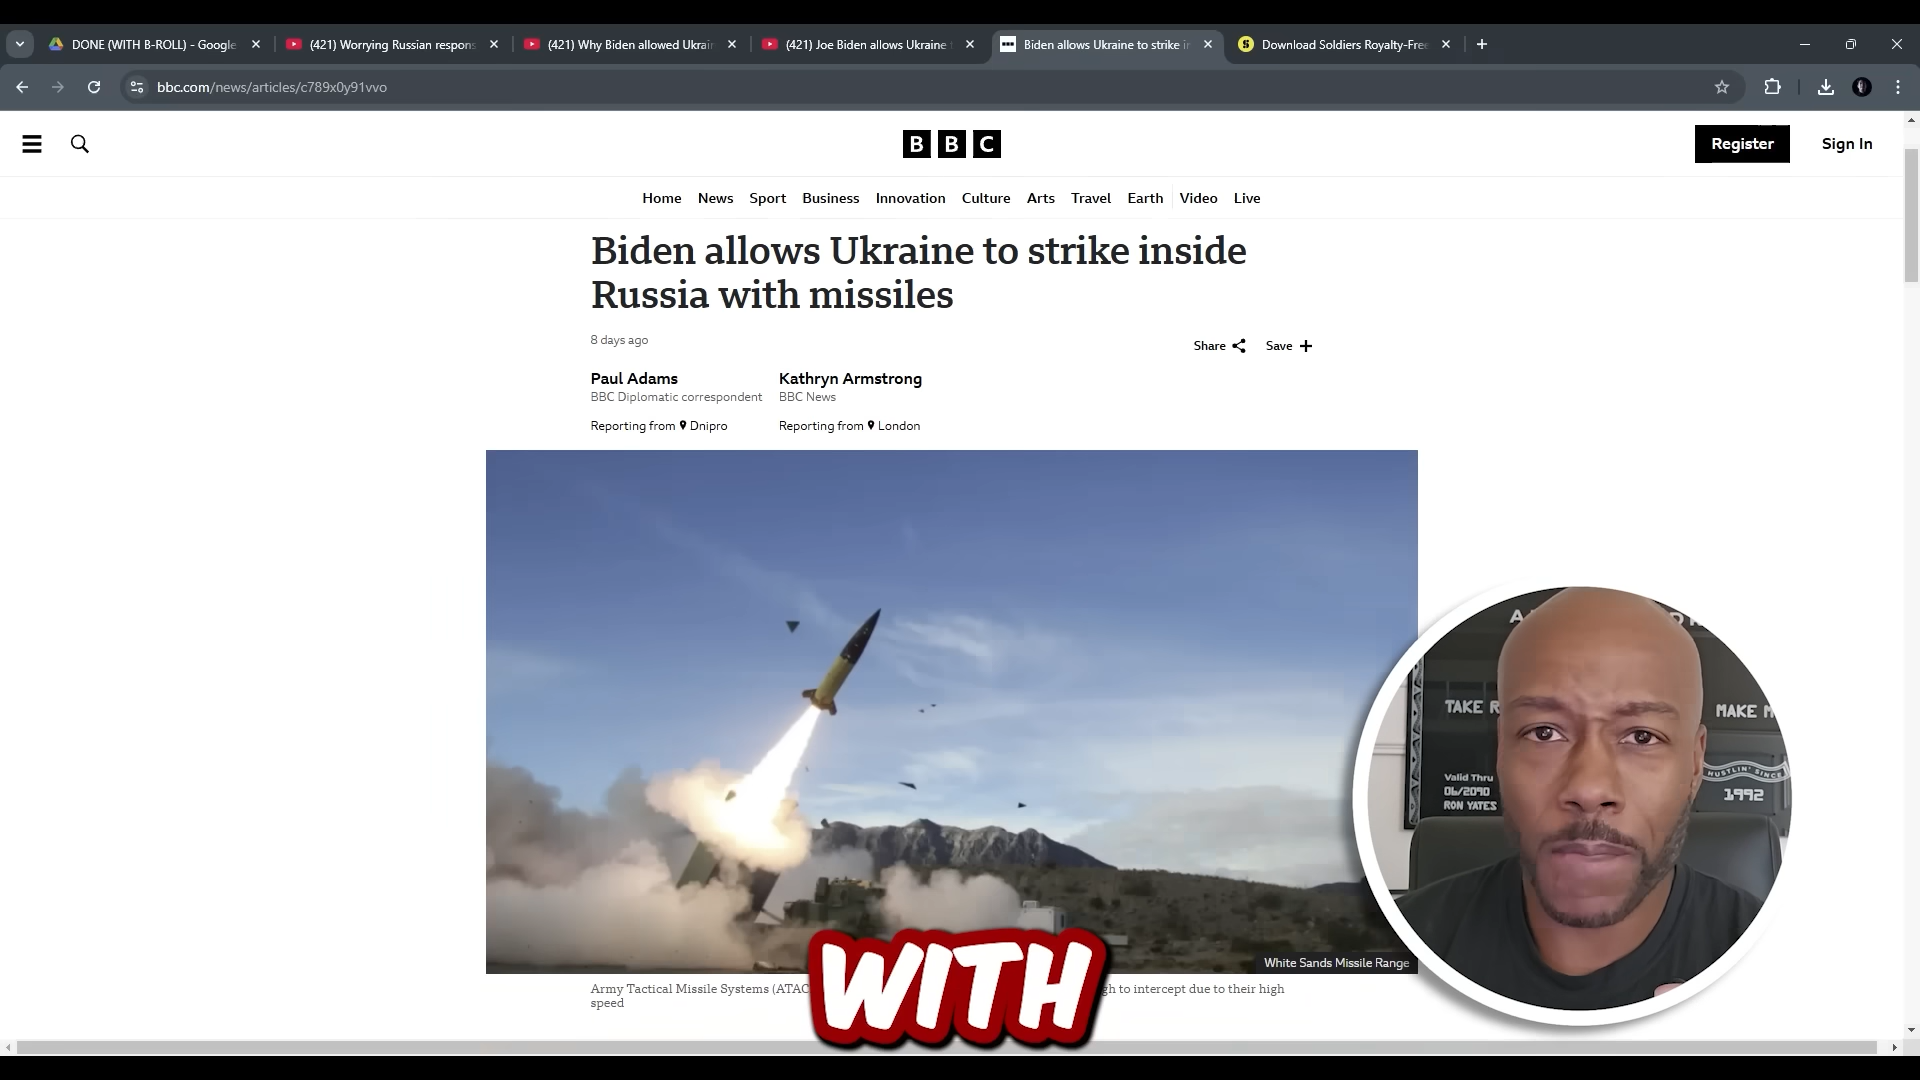 DONE (WITH B-ROLL) - Google
(421) Worrying Russian respons
(421) Why Biden allowed Ukrai
(421) Joe Biden allows Ukraine
Biden allows Ukraine to strike i
Download Soldiers Royalty-Free
bbc.com/news/articles/c789x0y91vvo
BBC
Register
Sign In
Home News Sport Business Innovation Culture Arts Travel Earth Video Live
Biden allows Ukraine to strike inside
Russia with missiles
8 days ago
Share
Save
Paul Adams
BBC Diplomatic correspondent
Reporting from Dnipro
Kathryn Armstrong
BBC News
Reporting from London
TAKE R
MAKE M
Valid Thru
06/2090
RON YATES
HUSTLIN' SINCE
1992
White Sands Missile Range
Army Tactical Missile Systems (ATAC
gh to intercept due to their high
speed
WITH